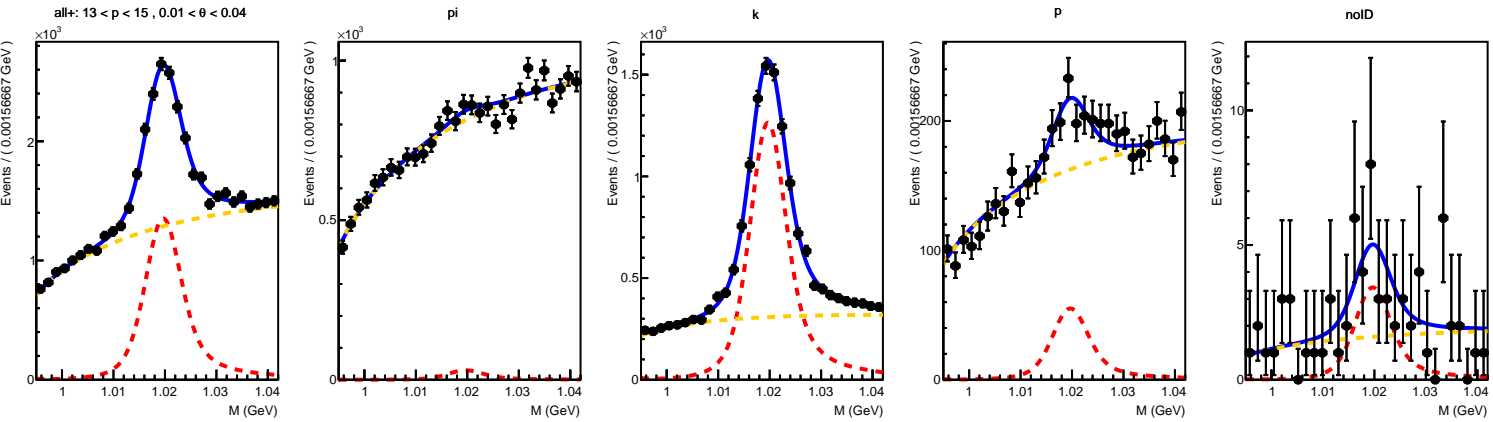 all+: 13 < p < 15 , 0.01 < θ < 0.04
×10³
Events / ( 0.00156667 GeV )
2
1
0
1 1.01 1.02 1.03 1.04
M (GeV)
pi
×10³
Events / ( 0.00156667 GeV )
1
0.5
0
1 1.01 1.02 1.03 1.04
M (GeV)
k
×10³
Events / ( 0.00156667 GeV )
1.5
1
0.5
0
1 1.01 1.02 1.03 1.04
M (GeV)
p
Events / ( 0.00156667 GeV )
200
100
0
1 1.01 1.02 1.03 1.04
M (GeV)
noID
Events / ( 0.00156667 GeV )
10
5
0
1 1.01 1.02 1.03 1.04
M (GeV)